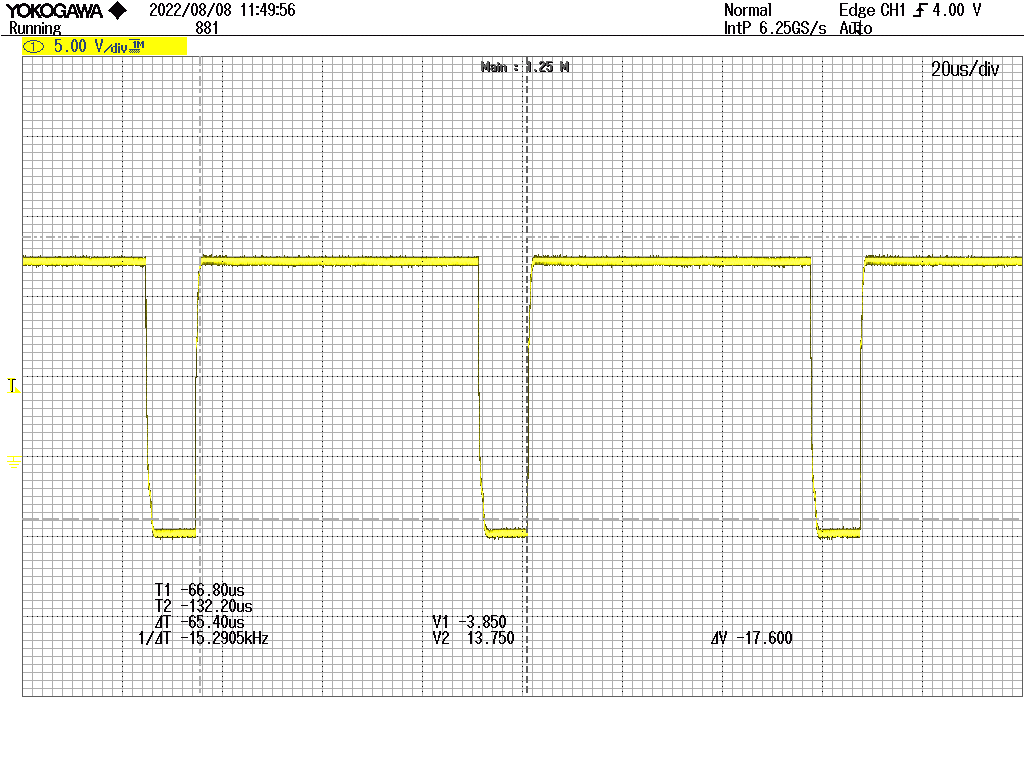 YOKOGAWA ◆ 2022/08/08 11:49:56 Normal Edge CH1 4.00 V
Running 881 IntP 6.25GS/s Auto
1 5.00 V/div 1M
Main : 1.25 M 20us/div
T
T1 -66.80us
T2 -132.20us
ΔT -65.40us V1 -3.850
1/ΔT -15.2905kHz V2 13.750 ΔV -17.600